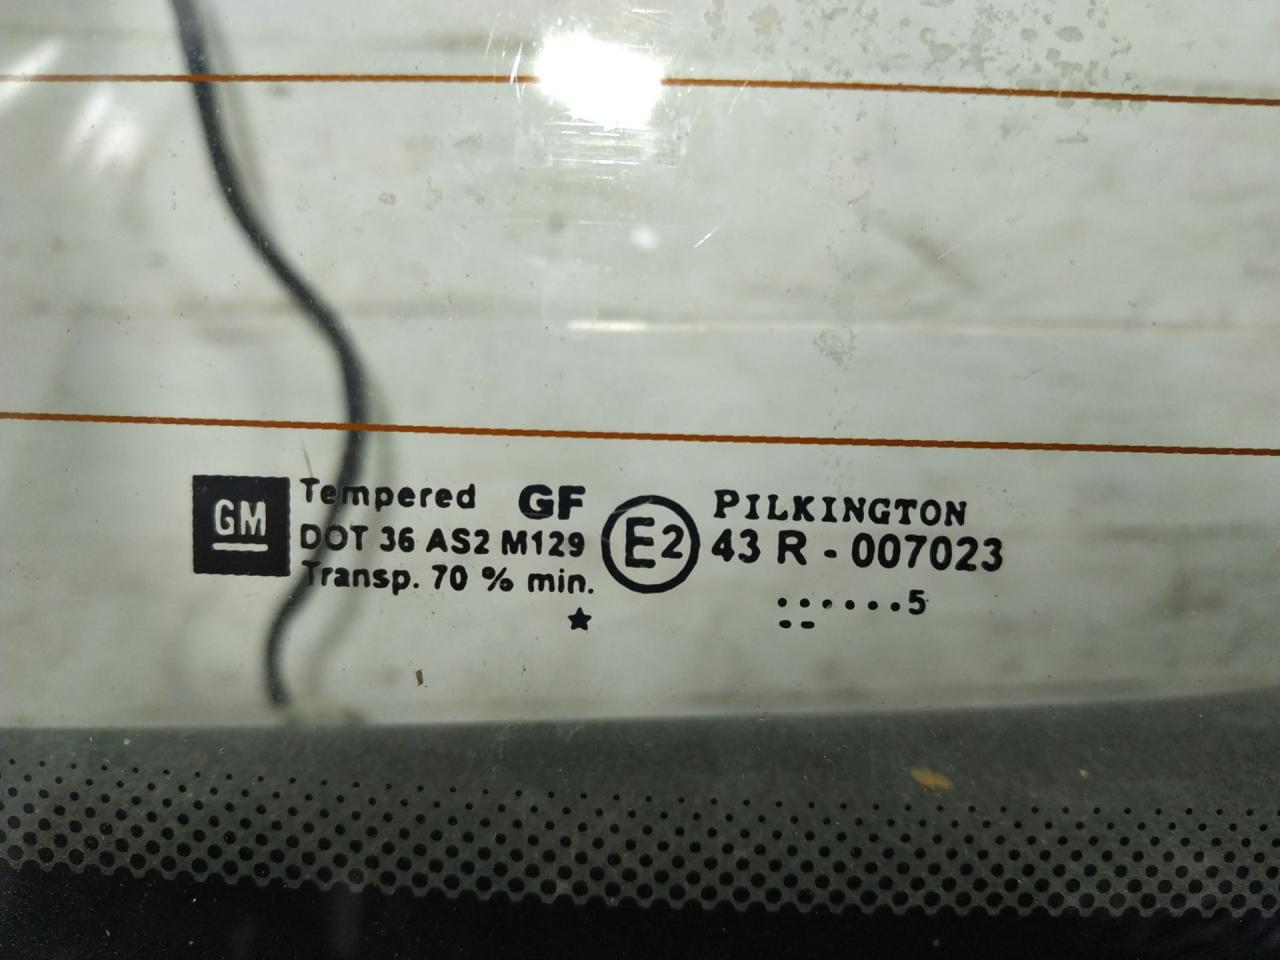 GM
Tempered GF
DOT 36 AS2 M129
Transp. 70 % min.
E2
PILKINGTON
43 R - 007023
5